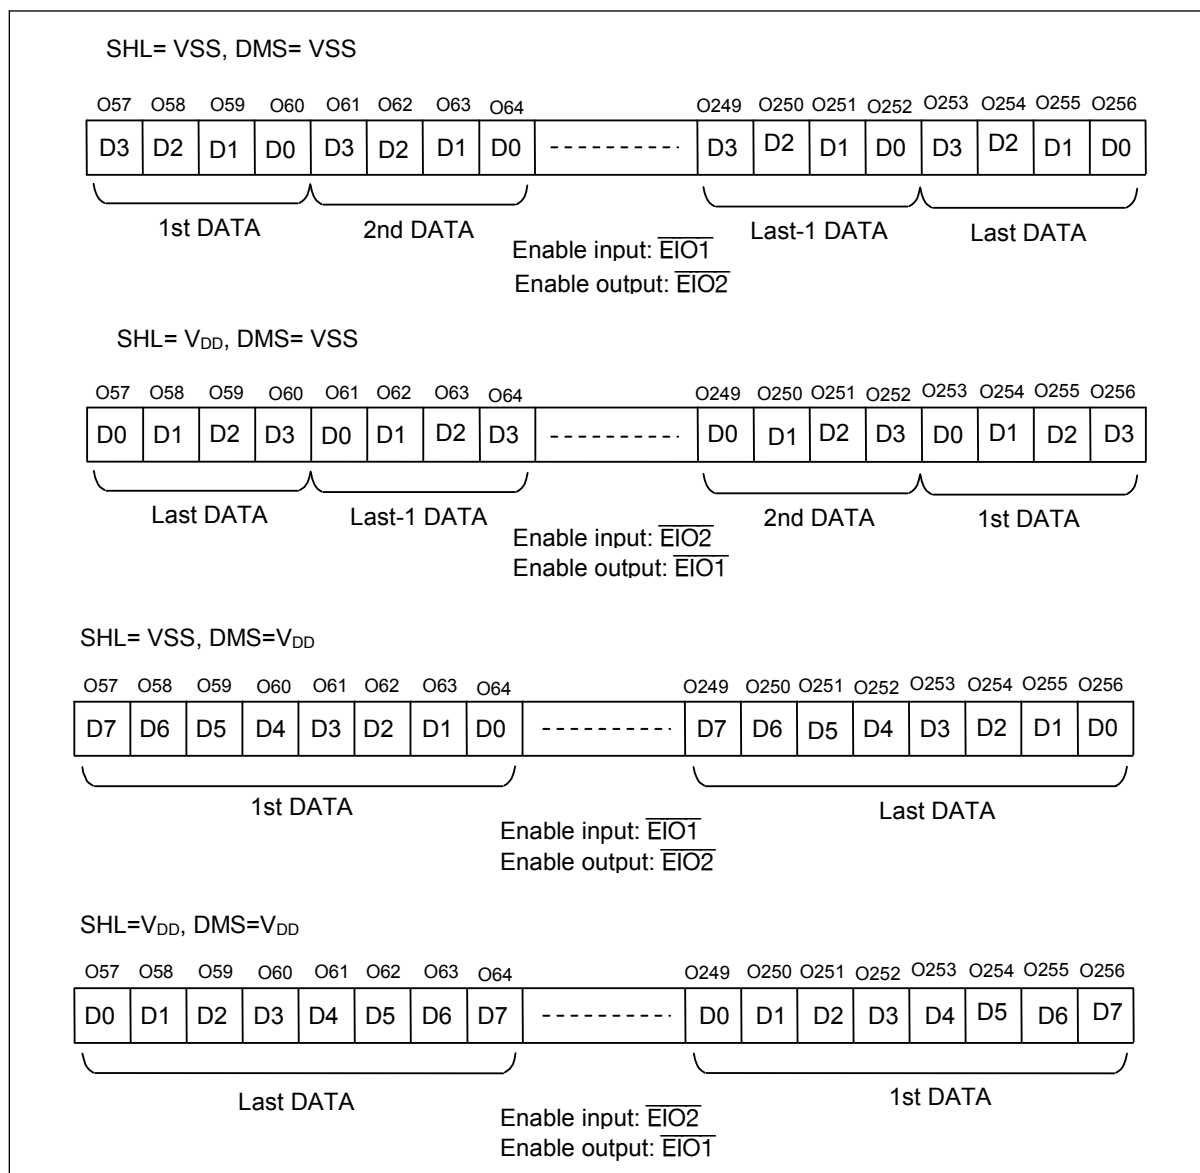 SHL= VSS, DMS= VSS
O57 O58 O59 O60 O61 O62 O63 O64 O249 O250 O251 O252 O253 O254 O255 O256
D3 D2 D1 D0 D3 D2 D1 D0 D3 D2 D1 D0 D3 D2 D1 D0
1st DATA 2nd DATA Last-1 DATA Last DATA
Enable input: EIO1
Enable output: EIO2
SHL= VDD, DMS= VSS
O57 O58 O59 O60 O61 O62 O63 O64 O249 O250 O251 O252 O253 O254 O255 O256
D0 D1 D2 D3 D0 D1 D2 D3 D0 D1 D2 D3 D0 D1 D2 D3
Last DATA Last-1 DATA 2nd DATA 1st DATA
Enable input: EIO2
Enable output: EIO1
SHL= VSS, DMS=VDD
O57 O58 O59 O60 O61 O62 O63 O64 O249 O250 O251 O252 O253 O254 O255 O256
D7 D6 D5 D4 D3 D2 D1 D0 D7 D6 D5 D4 D3 D2 D1 D0
1st DATA Last DATA
Enable input: EIO1
Enable output: EIO2
SHL=VDD, DMS=VDD
O57 O58 O59 O60 O61 O62 O63 O64 O249 O250 O251 O252 O253 O254 O255 O256
D0 D1 D2 D3 D4 D5 D6 D7 D0 D1 D2 D3 D4 D5 D6 D7
Last DATA 1st DATA
Enable input: EIO2
Enable output: EIO1